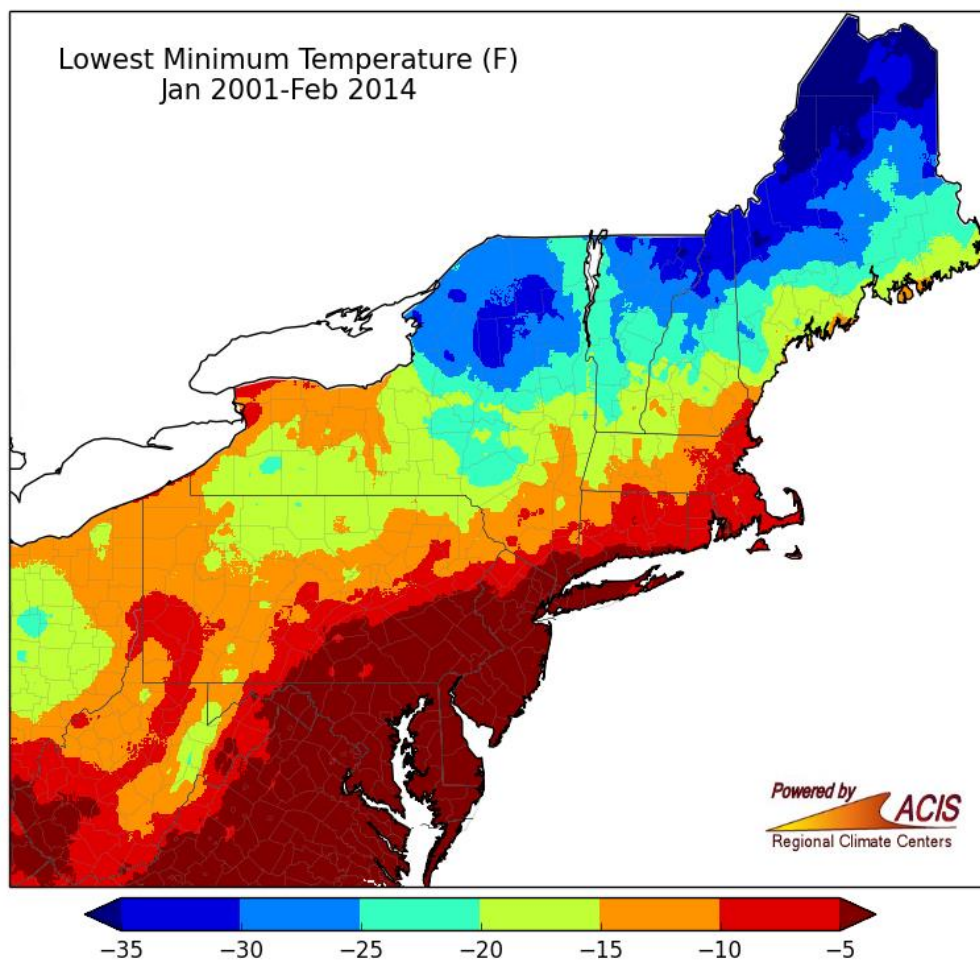 Lowest Minimum Temperature (F)
Jan 2001-Feb 2014
Powered by
ACIS
Regional Climate Centers
−35 −30 −25 −20 −15 −10 −5